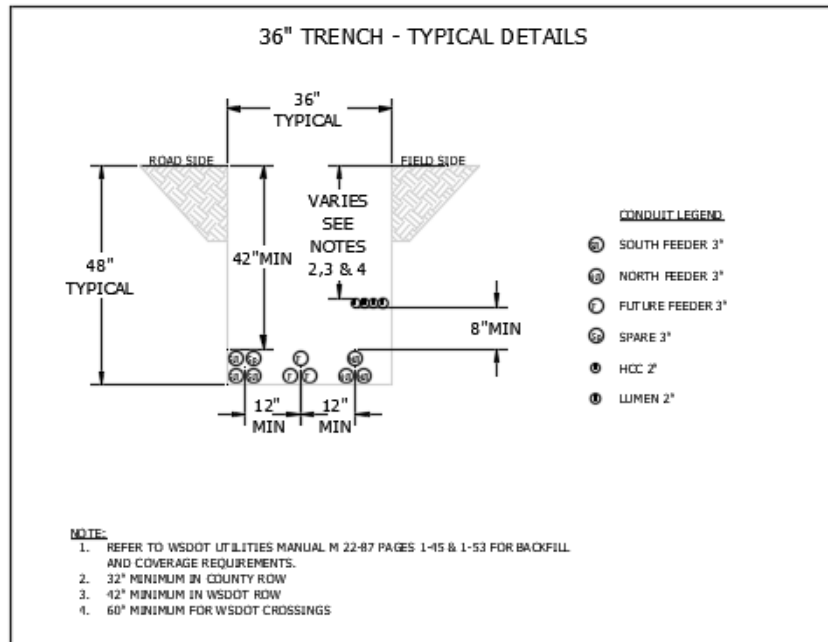 36" TRENCH - TYPICAL DETAILS
36"
TYPICAL
ROAD SIDE
FIELD SIDE
VARIES
SEE
NOTES
2,3 & 4
42"MIN
48"
TYPICAL
8"MIN
12"
MIN
12"
MIN
CONDUIT LEGEND
SOUTH FEEDER 3"
NORTH FEEDER 3"
FUTURE FEEDER 3"
SPARE 3"
HCC 2"
LUMEN 2"
NOTE:
1. REFER TO WSDOT UTILITIES MANUAL M 22-87 PAGES 1-45 & 1-53 FOR BACKFILL
AND COVERAGE REQUIREMENTS.
2. 32" MINIMUM IN COUNTY ROW
3. 42" MINIMUM IN WSDOT ROW
4. 60" MINIMUM FOR WSDOT CROSSINGS